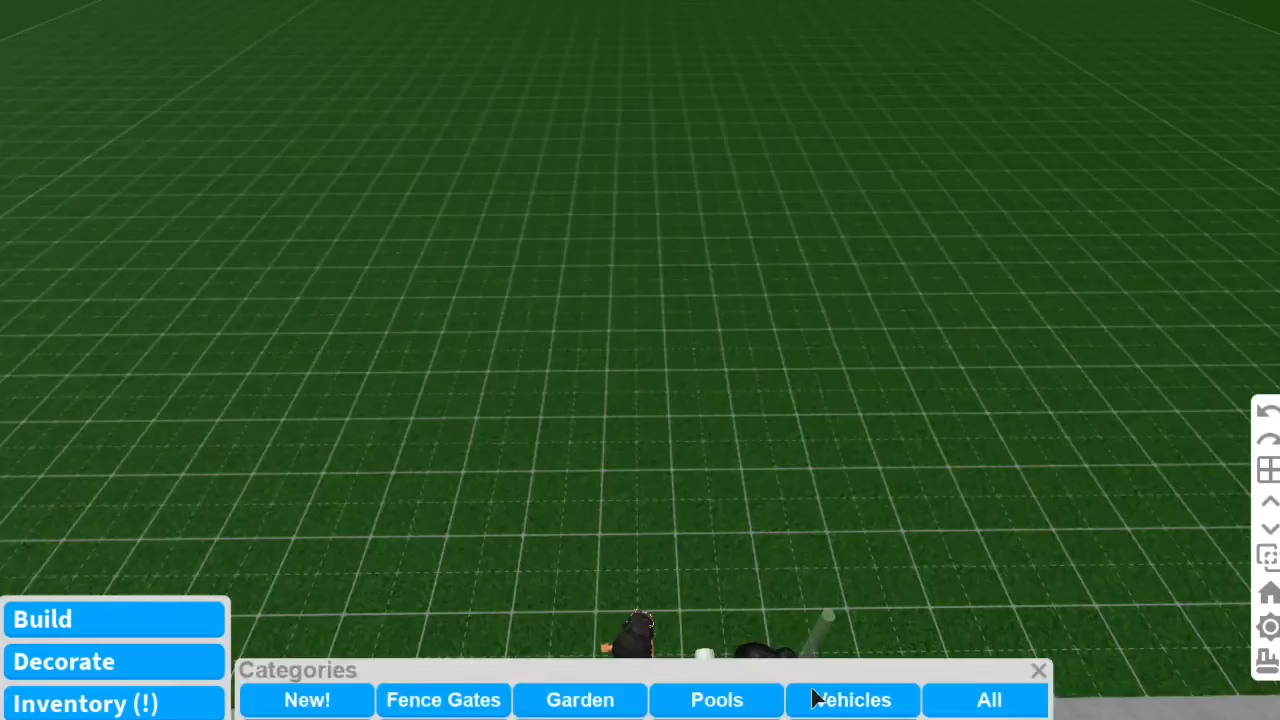 Build
Decorate
Inventory (!)
Categories
New!
Fence Gates
Garden
Pools
Vehicles
All